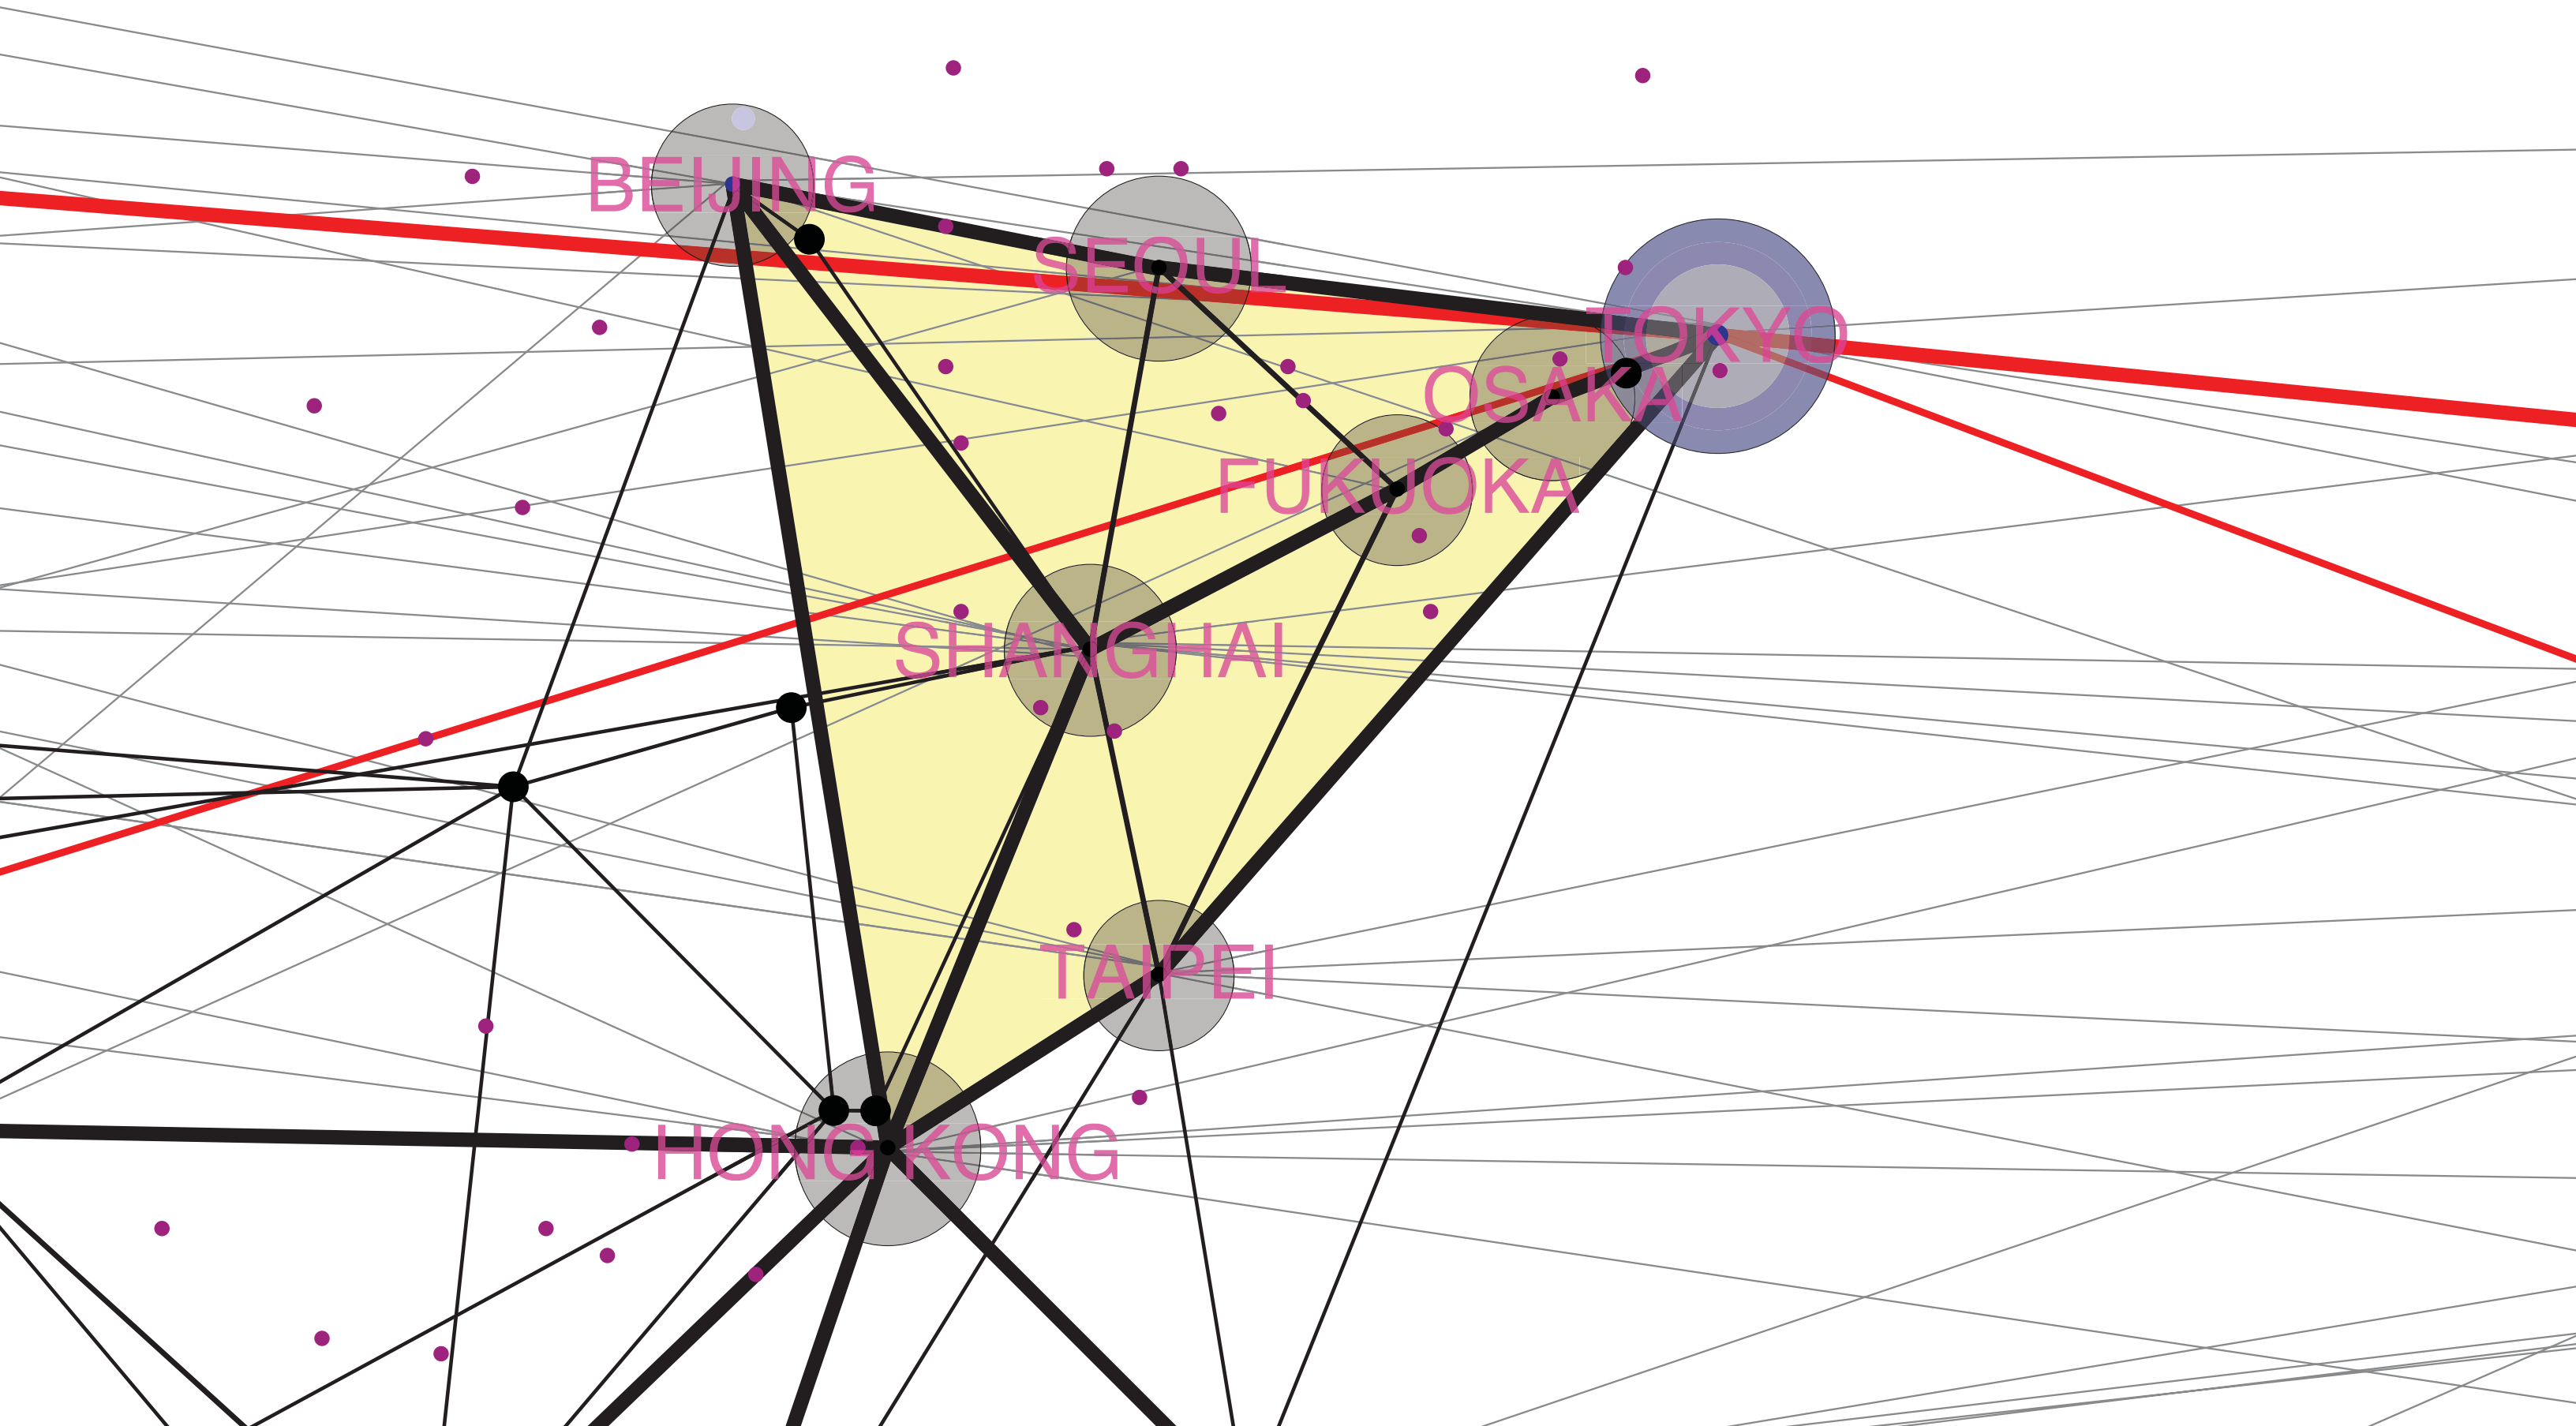 BEIJING
SEOUL
TOKYO
OSAKA
FUKUOKA
SHANGHAI
TAIPEI
HONG KONG